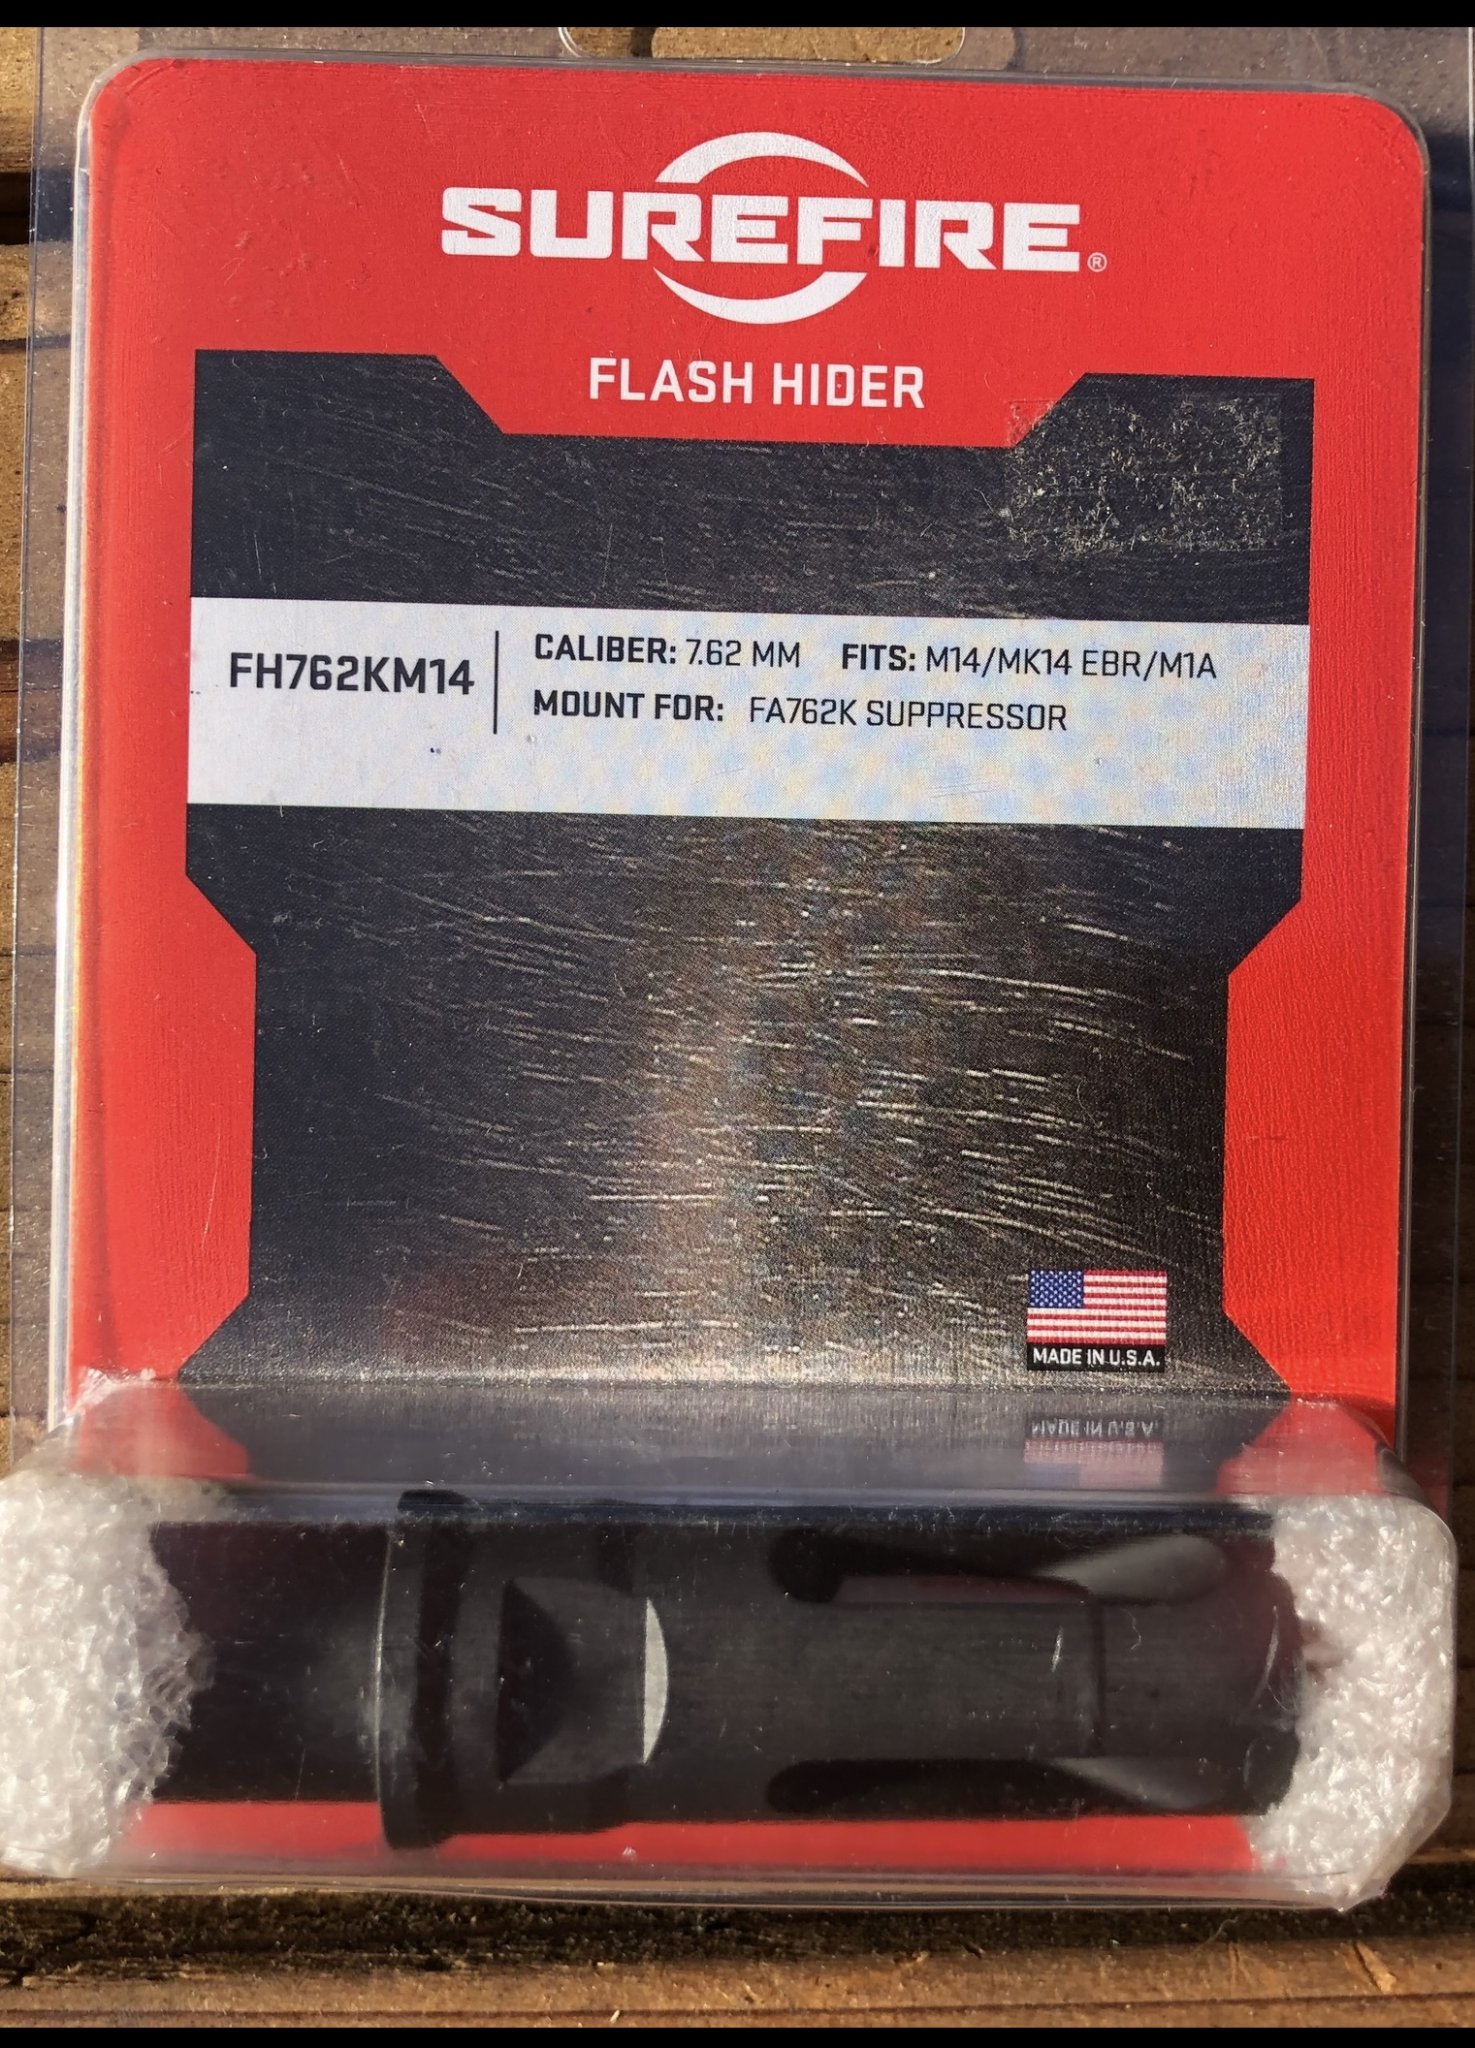 SUREFIRE®
FLASH HIDER
FH762KM14
CALIBER: 7.62 MM FITS: M14/MK14 EBR/M1A
MOUNT FOR: FA762K SUPPRESSOR
MADE IN U.S.A.